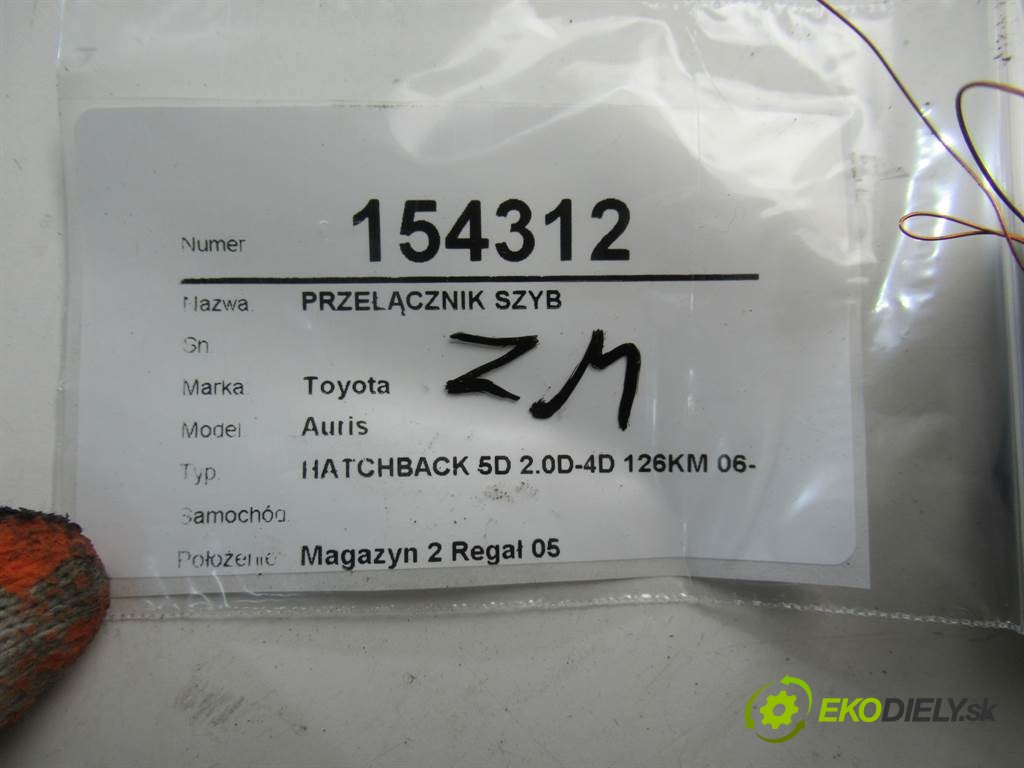 Numer 154312
Nazwa PRZEŁĄCZNIK SZYB
Sn
ZM
Marka Toyota
Model Auris
Typ HATCHBACK 5D 2.0D-4D 126KM 06-
Samochód
Położenie Magazyn 2 Regał 05
EKODIELY.sk